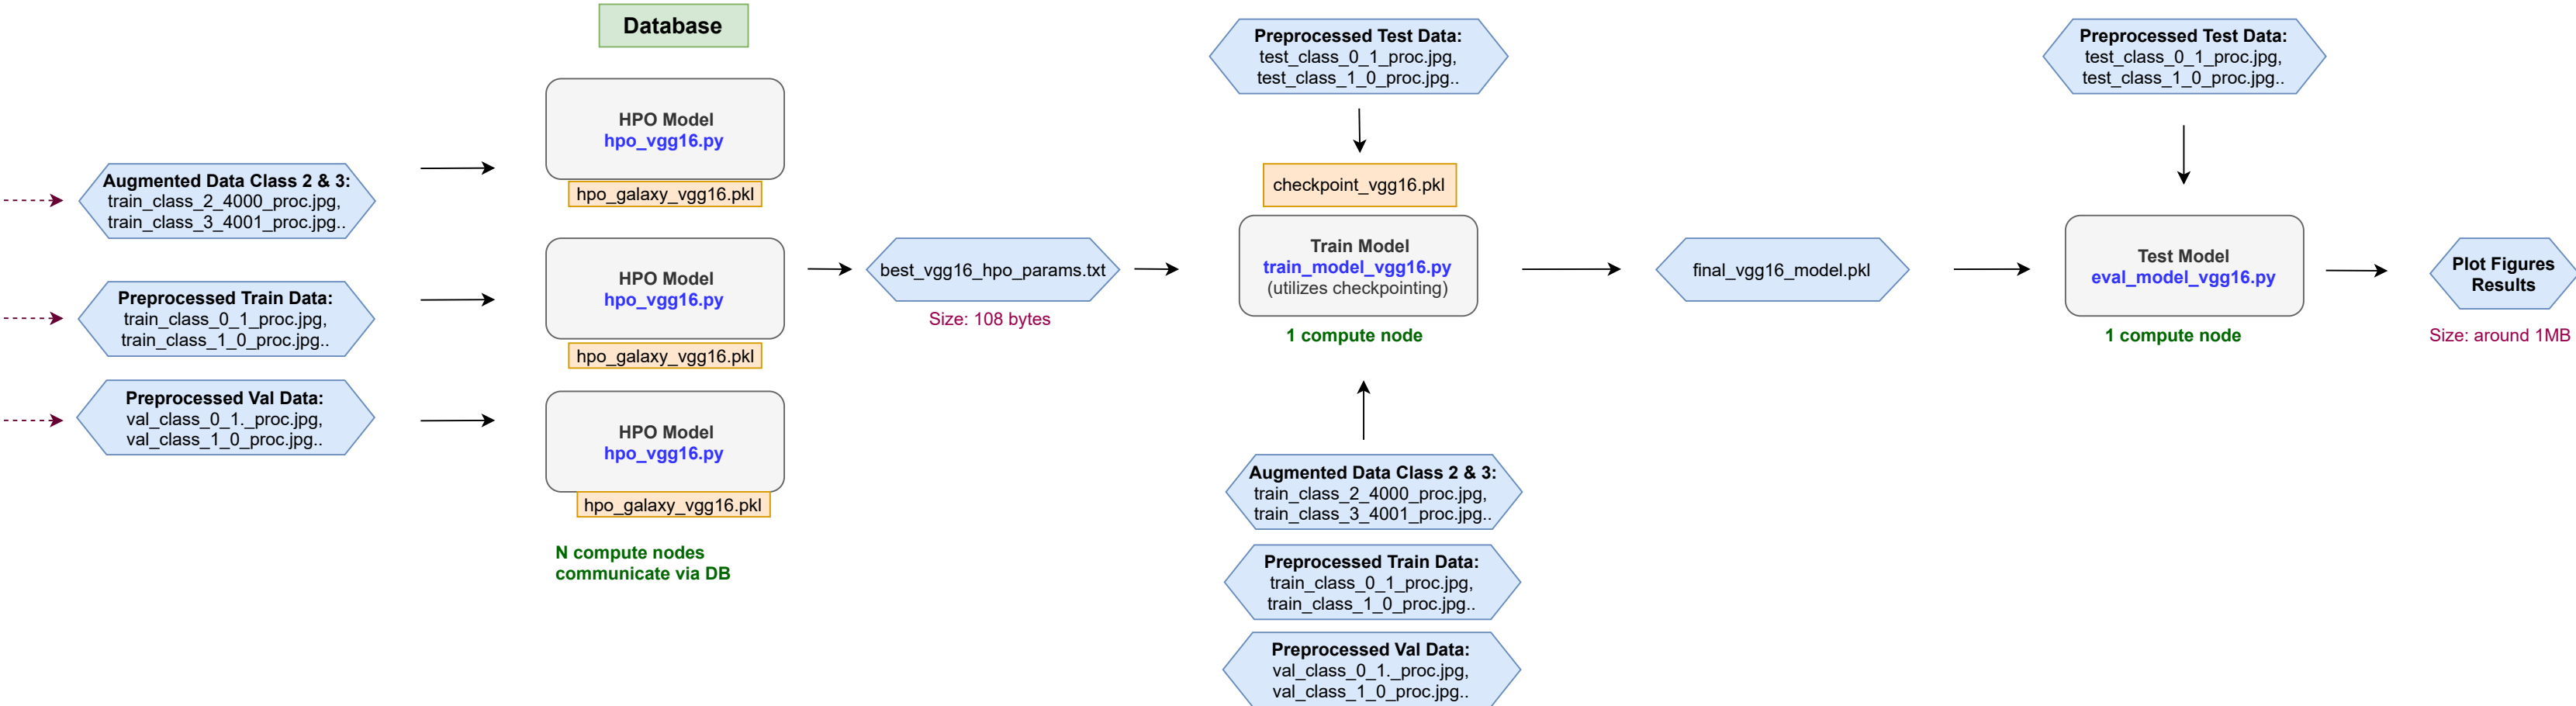 Database
Augmented Data Class 2 & 3:
train_class_2_4000_proc.jpg,
train_class_3_4001_proc.jpg..
Preprocessed Train Data:
train_class_0_1_proc.jpg,
train_class_1_0_proc.jpg..
Preprocessed Val Data:
val_class_0_1._proc.jpg,
val_class_1_0_proc.jpg..
HPO Model
hpo_vgg16.py
hpo_galaxy_vgg16.pkl
HPO Model
hpo_vgg16.py
hpo_galaxy_vgg16.pkl
HPO Model
hpo_vgg16.py
hpo_galaxy_vgg16.pkl
N compute nodes
communicate via DB
best_vgg16_hpo_params.txt
Size: 108 bytes
Preprocessed Test Data:
test_class_0_1_proc.jpg,
test_class_1_0_proc.jpg..
checkpoint_vgg16.pkl
Train Model
train_model_vgg16.py
(utilizes checkpointing)
1 compute node
Augmented Data Class 2 & 3:
train_class_2_4000_proc.jpg,
train_class_3_4001_proc.jpg..
Preprocessed Train Data:
train_class_0_1_proc.jpg,
train_class_1_0_proc.jpg..
Preprocessed Val Data:
val_class_0_1._proc.jpg,
val_class_1_0_proc.jpg..
final_vgg16_model.pkl
Preprocessed Test Data:
test_class_0_1_proc.jpg,
test_class_1_0_proc.jpg..
Test Model
eval_model_vgg16.py
1 compute node
Plot Figures
Results
Size: around 1MB